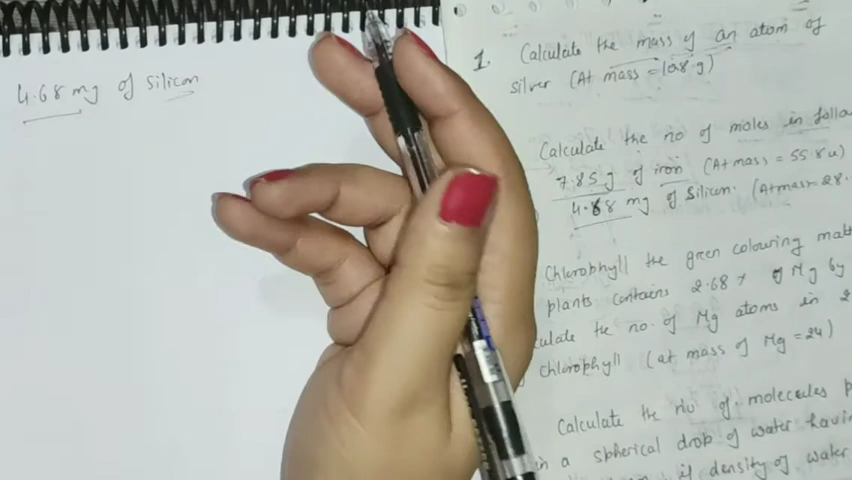 4.68 mg of Silicon
1. Calculate the mass of an atom of
silver (At mass = 108 g)
Calculate the no of moles in follo
7.85 g of iron (At mass = 55.8 u)
4.68 mg of Silicon. (At mass = 28.
Chlorophyll the green colouring matt
plants contains 2.68 % of Mg by
culate the no. of Mg atoms in 2
Chlorophyll (at mass of Mg = 24)
Calculate the no of molecules p
in a spherical drop of water havin
if density of water